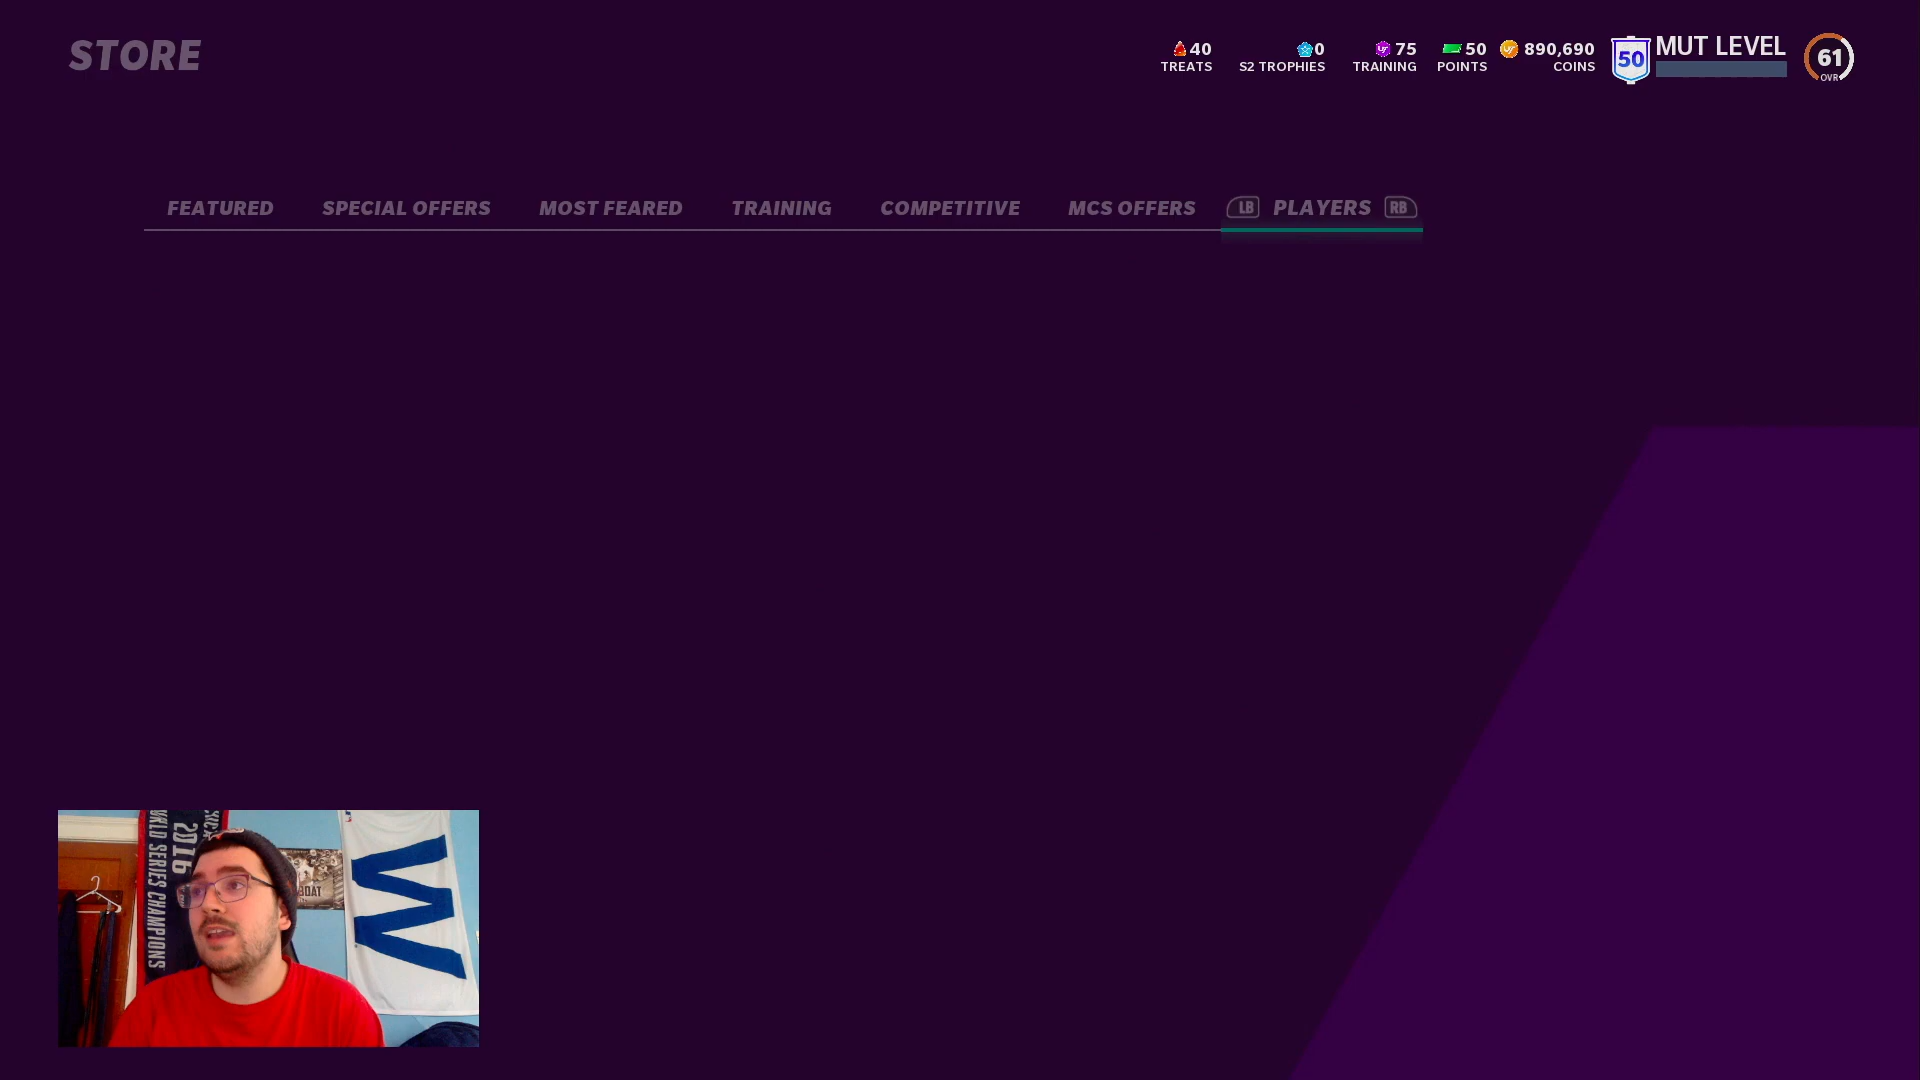 STORE
40 0 75 50 890,690
TREATS S2 TROPHIES TRAINING POINTS COINS
50 MUT LEVEL 61
OVR
FEATURED SPECIAL OFFERS MOST FEARED TRAINING COMPETITIVE MCS OFFERS LB PLAYERS RB
2016
WORLD SERIES CHAMPIONS
W